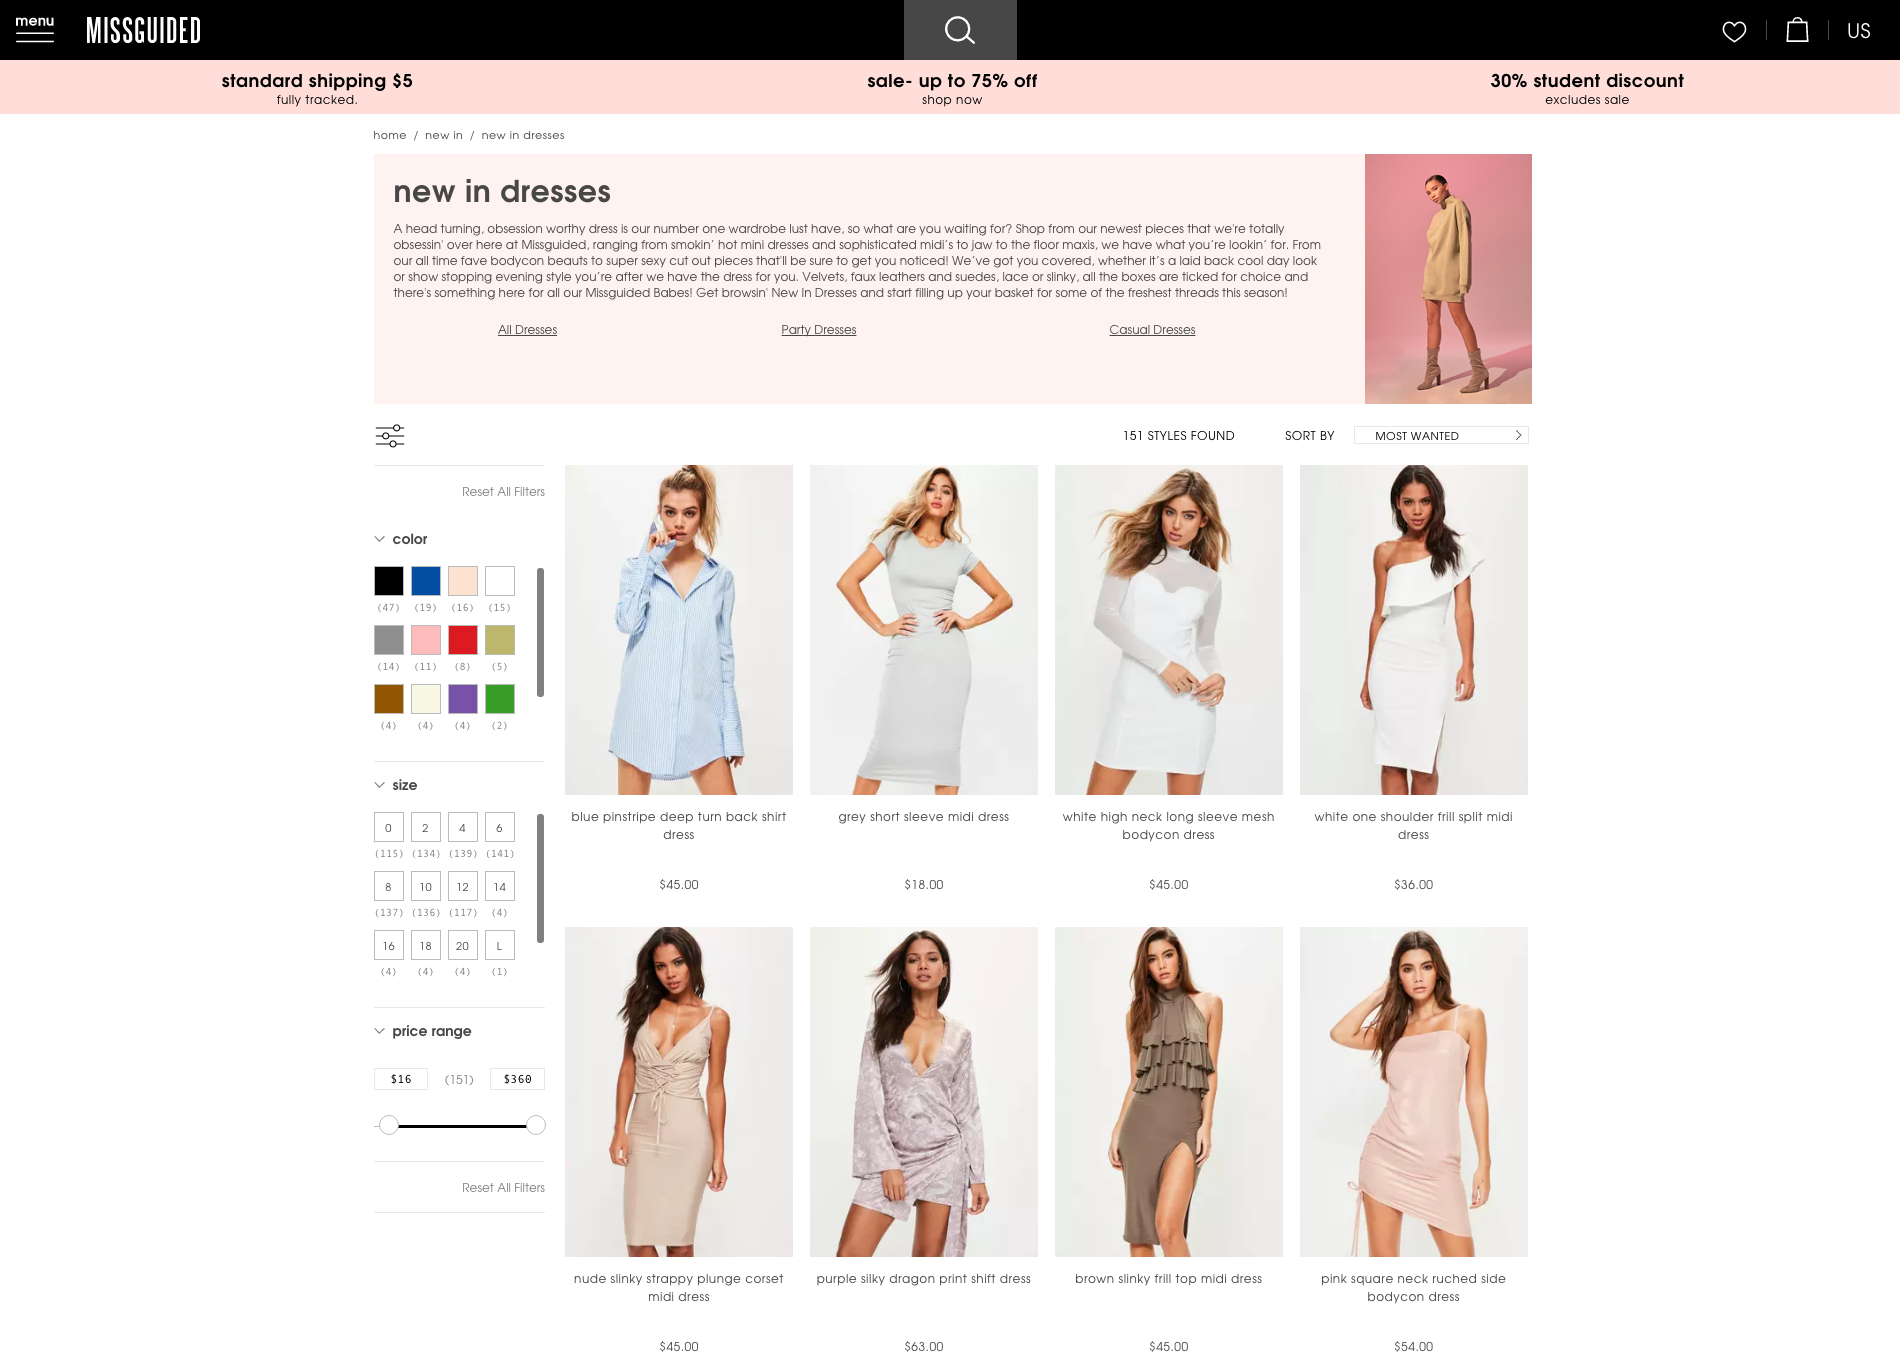 menu
MISSGUIDED
US
standard shipping $5
fully tracked.
sale- up to 75% off
shop now
30% student discount
excludes sale
home / new in / new in dresses
new in dresses
A head turning, obsession worthy dress is our number one wardrobe lust have, so what are you waiting for? Shop from our newest pieces that we're totally
obsessin' over here at Missguided, ranging from smokin' hot mini dresses and sophisticated midi's to jaw to the floor maxis, we have what you're lookin' for. From
our all time fave bodycon beauts to super sexy cut out pieces that'll be sure to get you noticed! We've got you covered, whether it's a laid back cool day look
or show stopping evening style you're after we have the dress for you. Velvets, faux leathers and suedes, lace or slinky, all the boxes are ticked for choice and
there's something here for all our Missguided Babes! Get browsin' New In Dresses and start filling up your basket for some of the freshest threads this season!
All Dresses
Party Dresses
Casual Dresses
151 STYLES FOUND
SORT BY
MOST WANTED
Reset All Filters
color
(47) (19) (16) (15)
(14) (11) (8) (5)
(4) (4) (4) (2)
size
0 2 4 6
(115) (134) (139) (141)
8 10 12 14
(137) (136) (117) (4)
16 18 20 L
(4) (4) (4) (1)
price range
$16 (151) $360
Reset All Filters
blue pinstripe deep turn back shirt
dress
$45.00
grey short sleeve midi dress
$18.00
white high neck long sleeve mesh
bodycon dress
$45.00
white one shoulder frill split midi
dress
$36.00
nude slinky strappy plunge corset
midi dress
$45.00
purple silky dragon print shift dress
$63.00
brown slinky frill top midi dress
$45.00
pink square neck ruched side
bodycon dress
$54.00